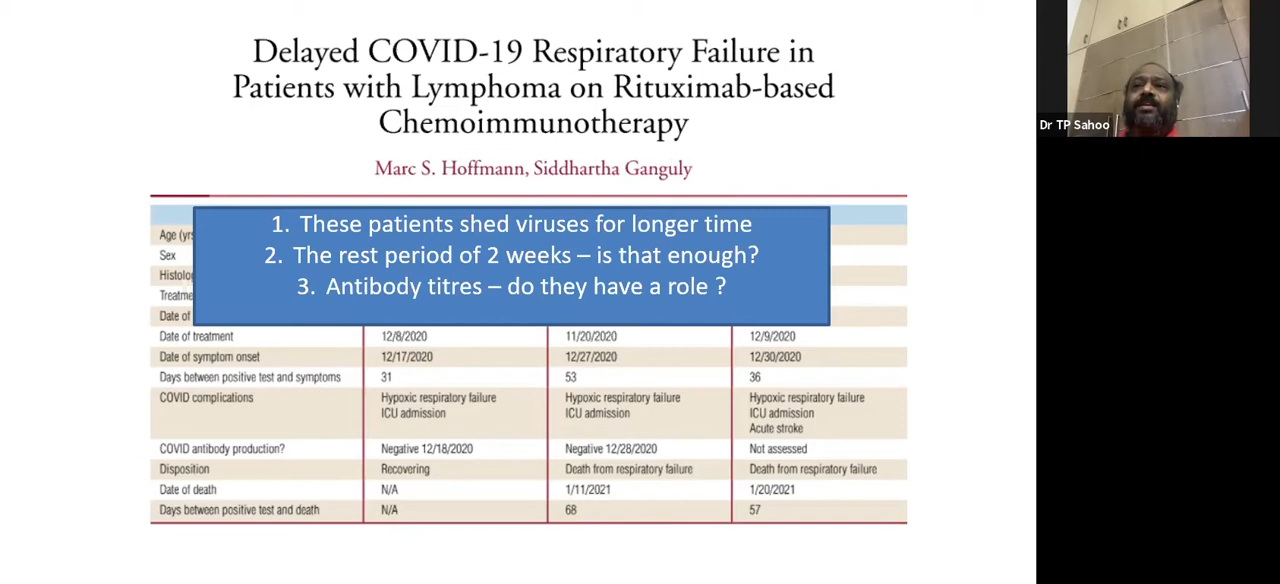 Delayed COVID-19 Respiratory Failure in
Patients with Lymphoma on Rituximab-based
Chemoimmunotherapy
Marc S. Hoffmann, Siddhartha Ganguly
1. These patients shed viruses for longer time
2. The rest period of 2 weeks – is that enough?
3. Antibody titres – do they have a role ?
Age (yrs
Sex
Histolo
Treatme
Date of
Date of treatment 12/8/2020 11/20/2020 12/9/2020
Date of symptom onset 12/17/2020 12/27/2020 12/30/2020
Days between positive test and symptoms 31 53 36
COVID complications Hypoxic respiratory failure Hypoxic respiratory failure Hypoxic respiratory failure
ICU admission ICU admission ICU admission
Acute stroke
COVID antibody production? Negative 12/18/2020 Negative 12/28/2020 Not assessed
Disposition Recovering Death from respiratory failure Death from respiratory failure
Date of death N/A 1/11/2021 1/20/2021
Days between positive test and death N/A 68 57
Dr TP Sahoo